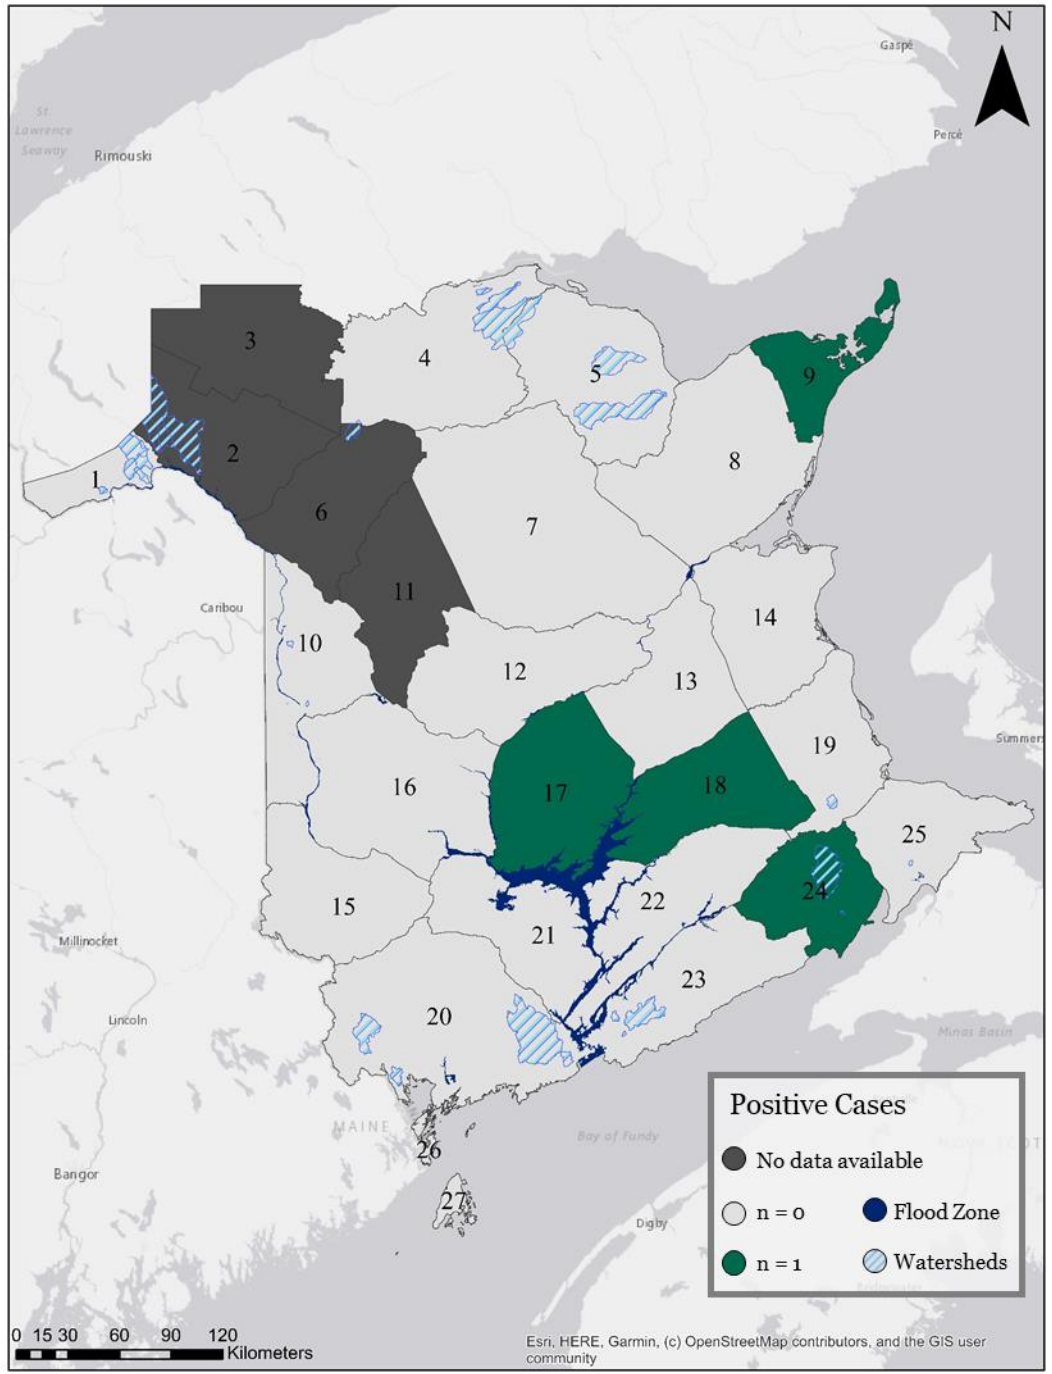 N
Gaspé
St
Lawrence
Seaway
Percé
Rimouski
3
4
5
9
2
1
8
6
7
11
Caribou
14
10
12
13
Summers
19
16
17
18
25
24
15
22
21
Millinocket
23
20
Lincoln
Minas Basin
MAINE
Bay of Fundy
26
Bangor
27
Digby
Positive Cases
No data available
n = 0
Flood Zone
n = 1
Watersheds
0 15 30 60 90 120
Kilometers
Esri, HERE, Garmin, (c) OpenStreetMap contributors, and the GIS user
community